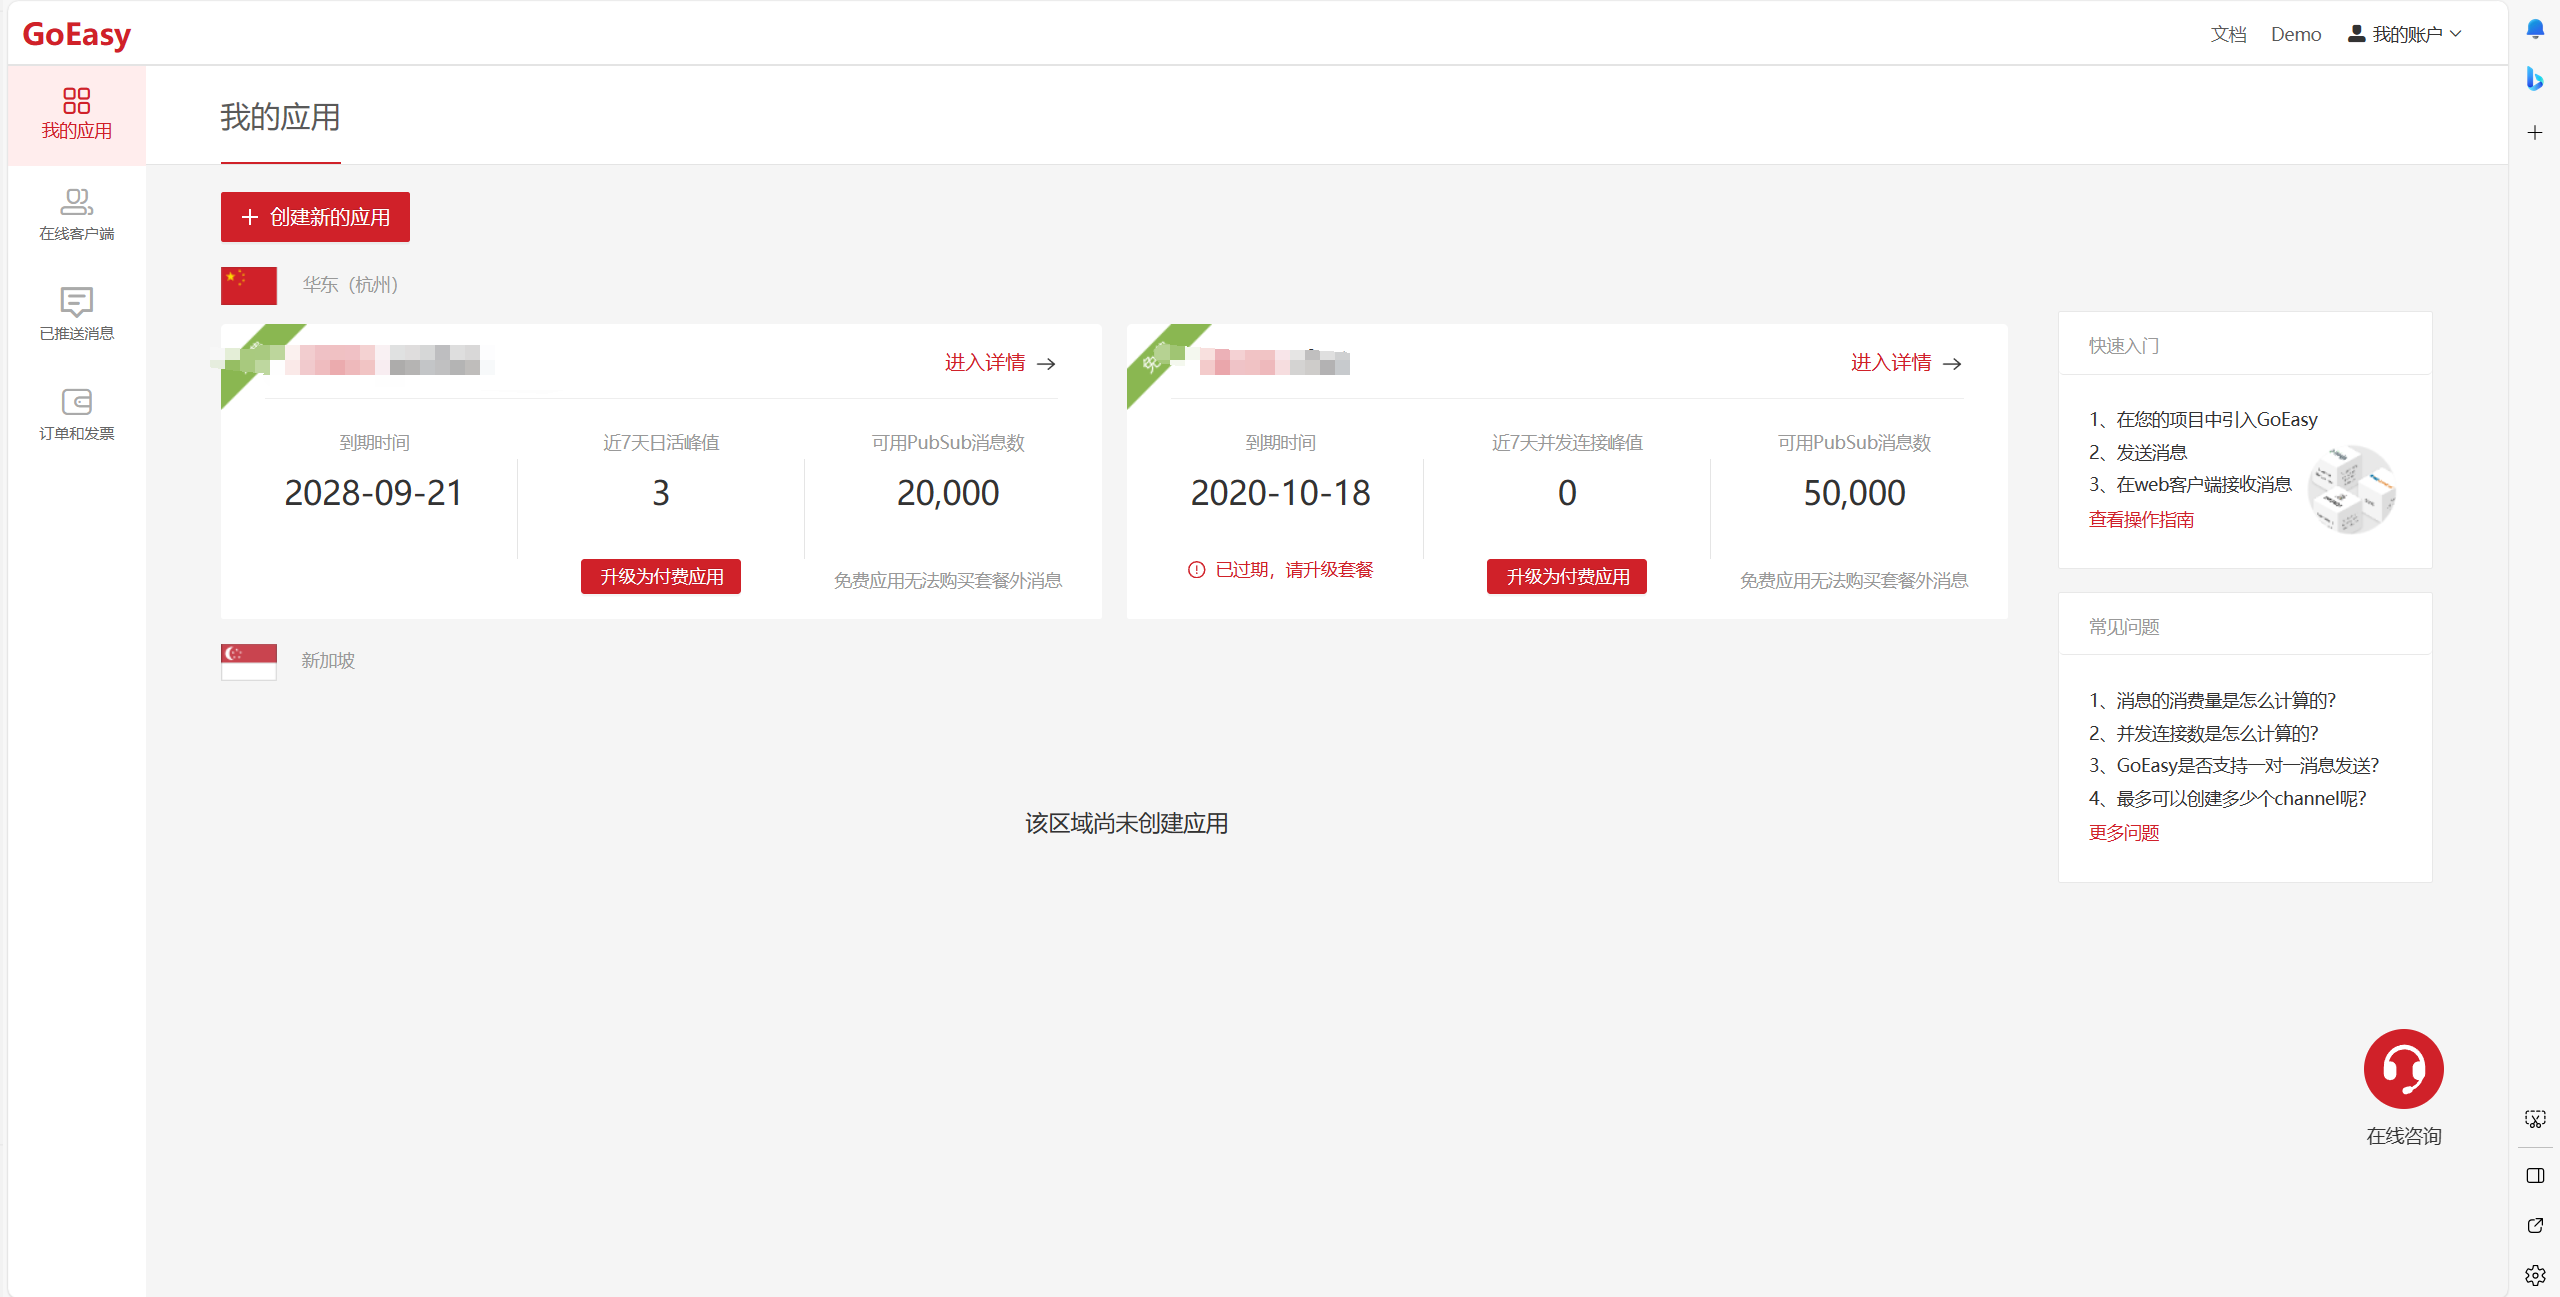 GoEasy
文档
Demo
我的账户
我的应用
在线客户端
已推送消息
订单和发票
我的应用
创建新的应用
华东（杭州）
进入详情
到期时间
近7天日活峰值
可用PubSub消息数
2028-09-21
3
20,000
升级为付费应用
免费应用无法购买套餐外消息
进入详情
到期时间
近7天并发连接峰值
可用PubSub消息数
2020-10-18
0
50,000
已过期，请升级套餐
升级为付费应用
免费应用无法购买套餐外消息
新加坡
该区域尚未创建应用
快速入门
1、在您的项目中引入GoEasy
2、发送消息
3、在web客户端接收消息
查看操作指南
常见问题
1、消息的消费量是怎么计算的？
2、并发连接数是怎么计算的？
3、GoEasy是否支持一对一消息发送？
4、最多可以创建多少个channel呢？
更多问题
在线咨询